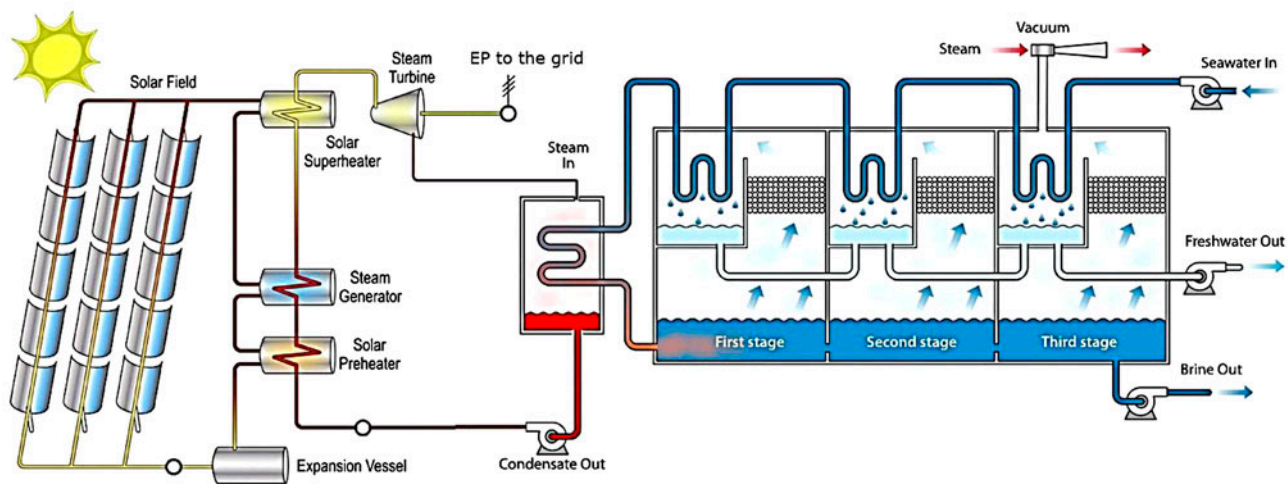 Solar Field
Steam
Turbine
EP to the grid
Vacuum
Steam
Seawater In
Solar
Superheater
Steam
In
Freshwater Out
Steam
Generator
Solar
Preheater
First stage
Second stage
Third stage
Brine Out
Expansion Vessel
Condensate Out